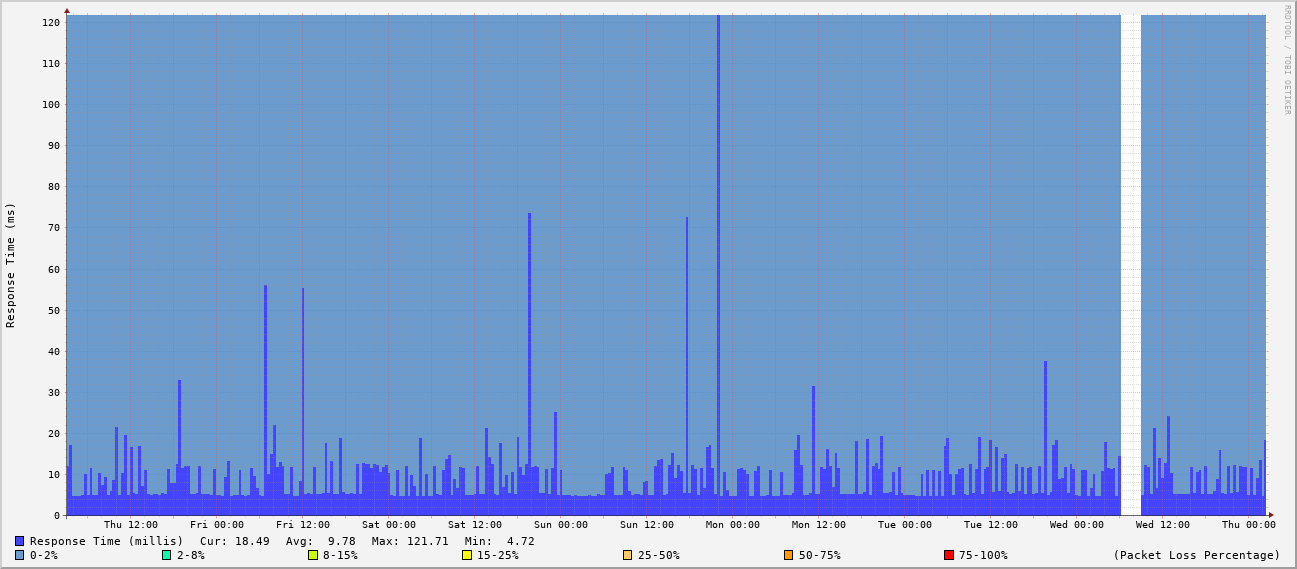 RRDTOOL / TOBI OETIKER
Response Time (ms)
120
110
100
90
80
70
60
50
40
30
20
10
0
Thu 12:00 Fri 00:00 Fri 12:00 Sat 00:00 Sat 12:00 Sun 00:00 Sun 12:00 Mon 00:00 Mon 12:00 Tue 00:00 Tue 12:00 Wed 00:00 Wed 12:00 Thu 00:00
Response Time (millis) Cur: 18.49 Avg: 9.78 Max: 121.71 Min: 4.72
0-2% 2-8% 8-15% 15-25% 25-50% 50-75% 75-100% (Packet Loss Percentage)